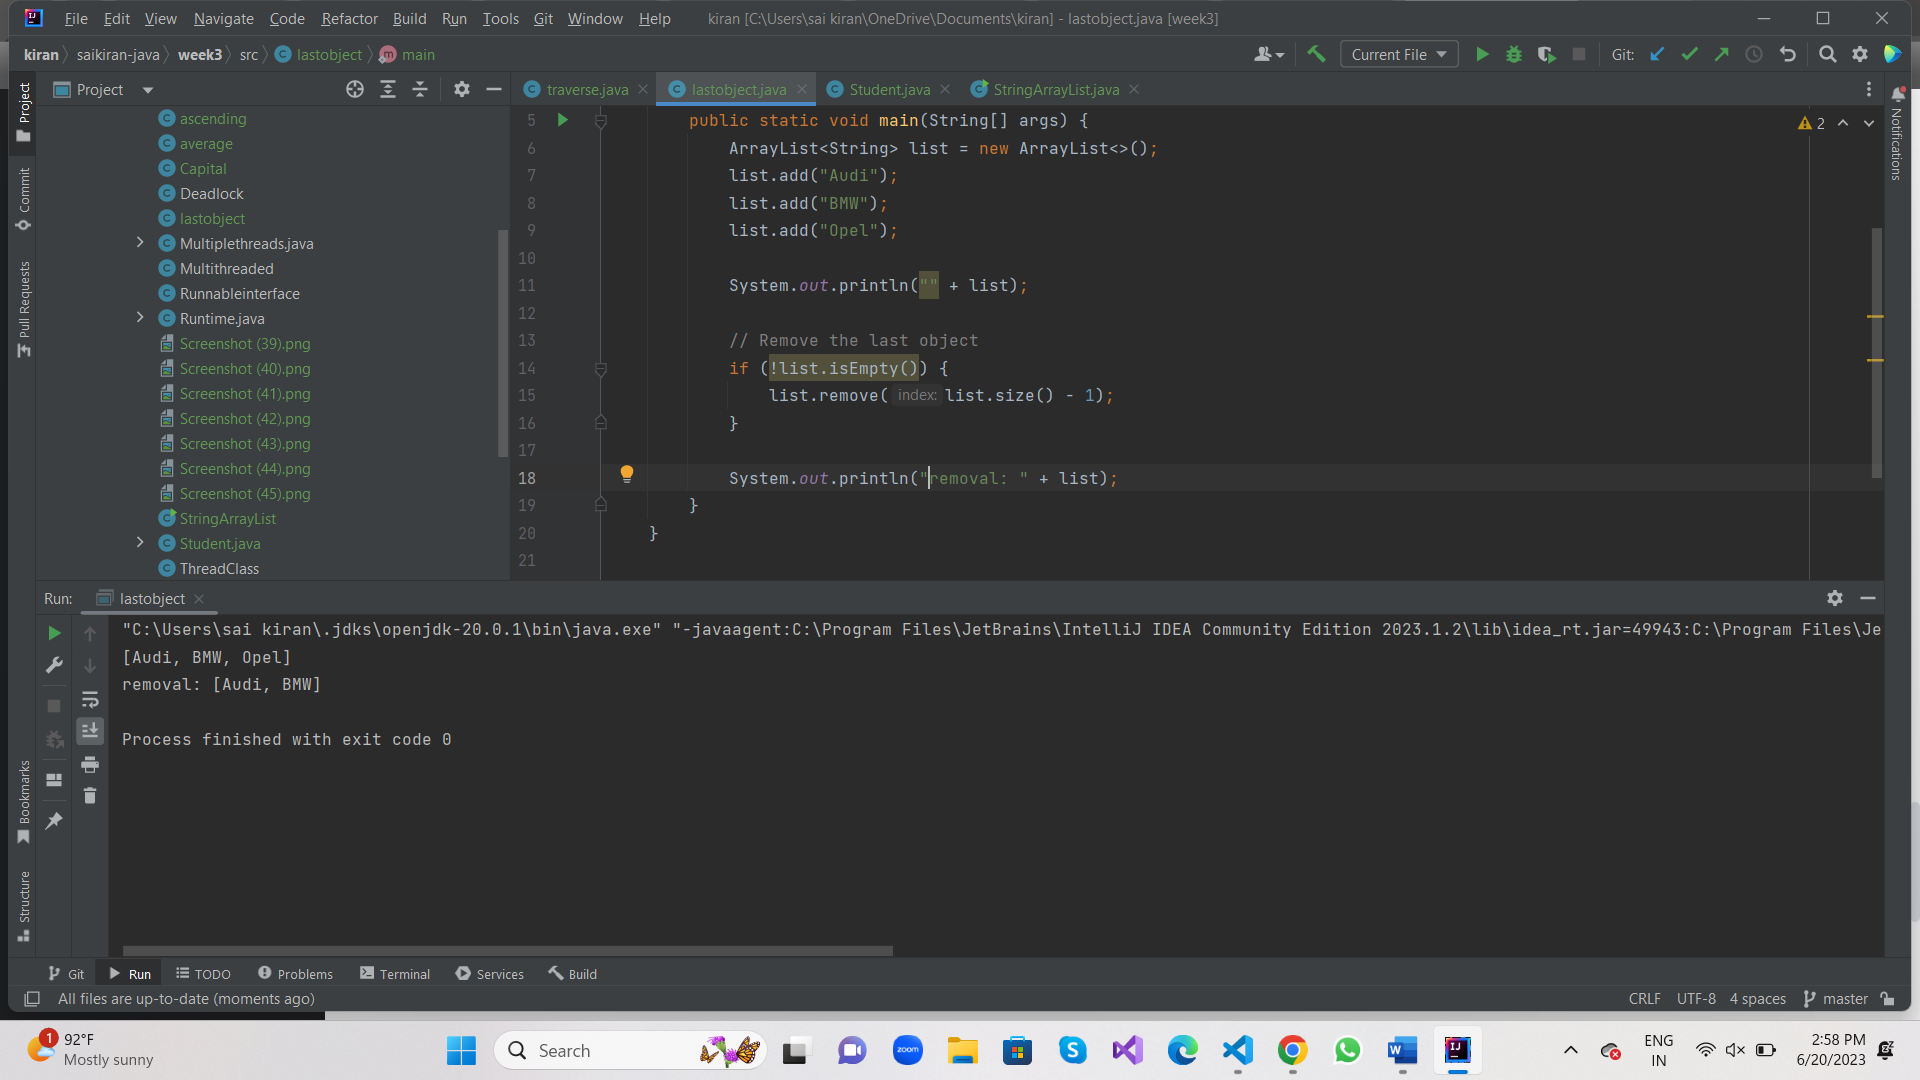 File Edit View Navigate Code Refactor Build Run Tools Git Window Help kiran [C:\Users\sai kiran\OneDrive\Documents\kiran] - lastobject.java [week3]
kiran saikiran-java week3 src lastobject main Current File Git:
Project
traverse.java lastobject.java Student.java StringArrayList.java
Project
Commit
Pull Requests
Bookmarks
Structure
Notifications
ascending
average
Capital
Deadlock
lastobject
Multiplethreads.java
Multithreaded
Runnableinterface
Runtime.java
Screenshot (39).png
Screenshot (40).png
Screenshot (41).png
Screenshot (42).png
Screenshot (43).png
Screenshot (44).png
Screenshot (45).png
StringArrayList
Student.java
ThreadClass
2
5 public static void main(String[] args) {
6 ArrayList<String> list = new ArrayList<>();
7 list.add("Audi");
8 list.add("BMW");
9 list.add("Opel");
10
11 System.out.println("" + list);
12
13 // Remove the last object
14 if (!list.isEmpty()) {
15 list.remove( index: list.size() - 1);
16 }
17
18 System.out.println("removal: " + list);
19 }
20 }
21
Run: lastobject
"C:\Users\sai kiran\.jdks\openjdk-20.0.1\bin\java.exe" "-javaagent:C:\Program Files\JetBrains\IntelliJ IDEA Community Edition 2023.1.2\lib\idea_rt.jar=49943:C:\Program Files\Je
[Audi, BMW, Opel]
removal: [Audi, BMW]
Process finished with exit code 0
Git Run TODO Problems Terminal Services Build
All files are up-to-date (moments ago) CRLF UTF-8 4 spaces master
1 92°F
Mostly sunny
Search
zoom
ENG
IN
2:58 PM
6/20/2023